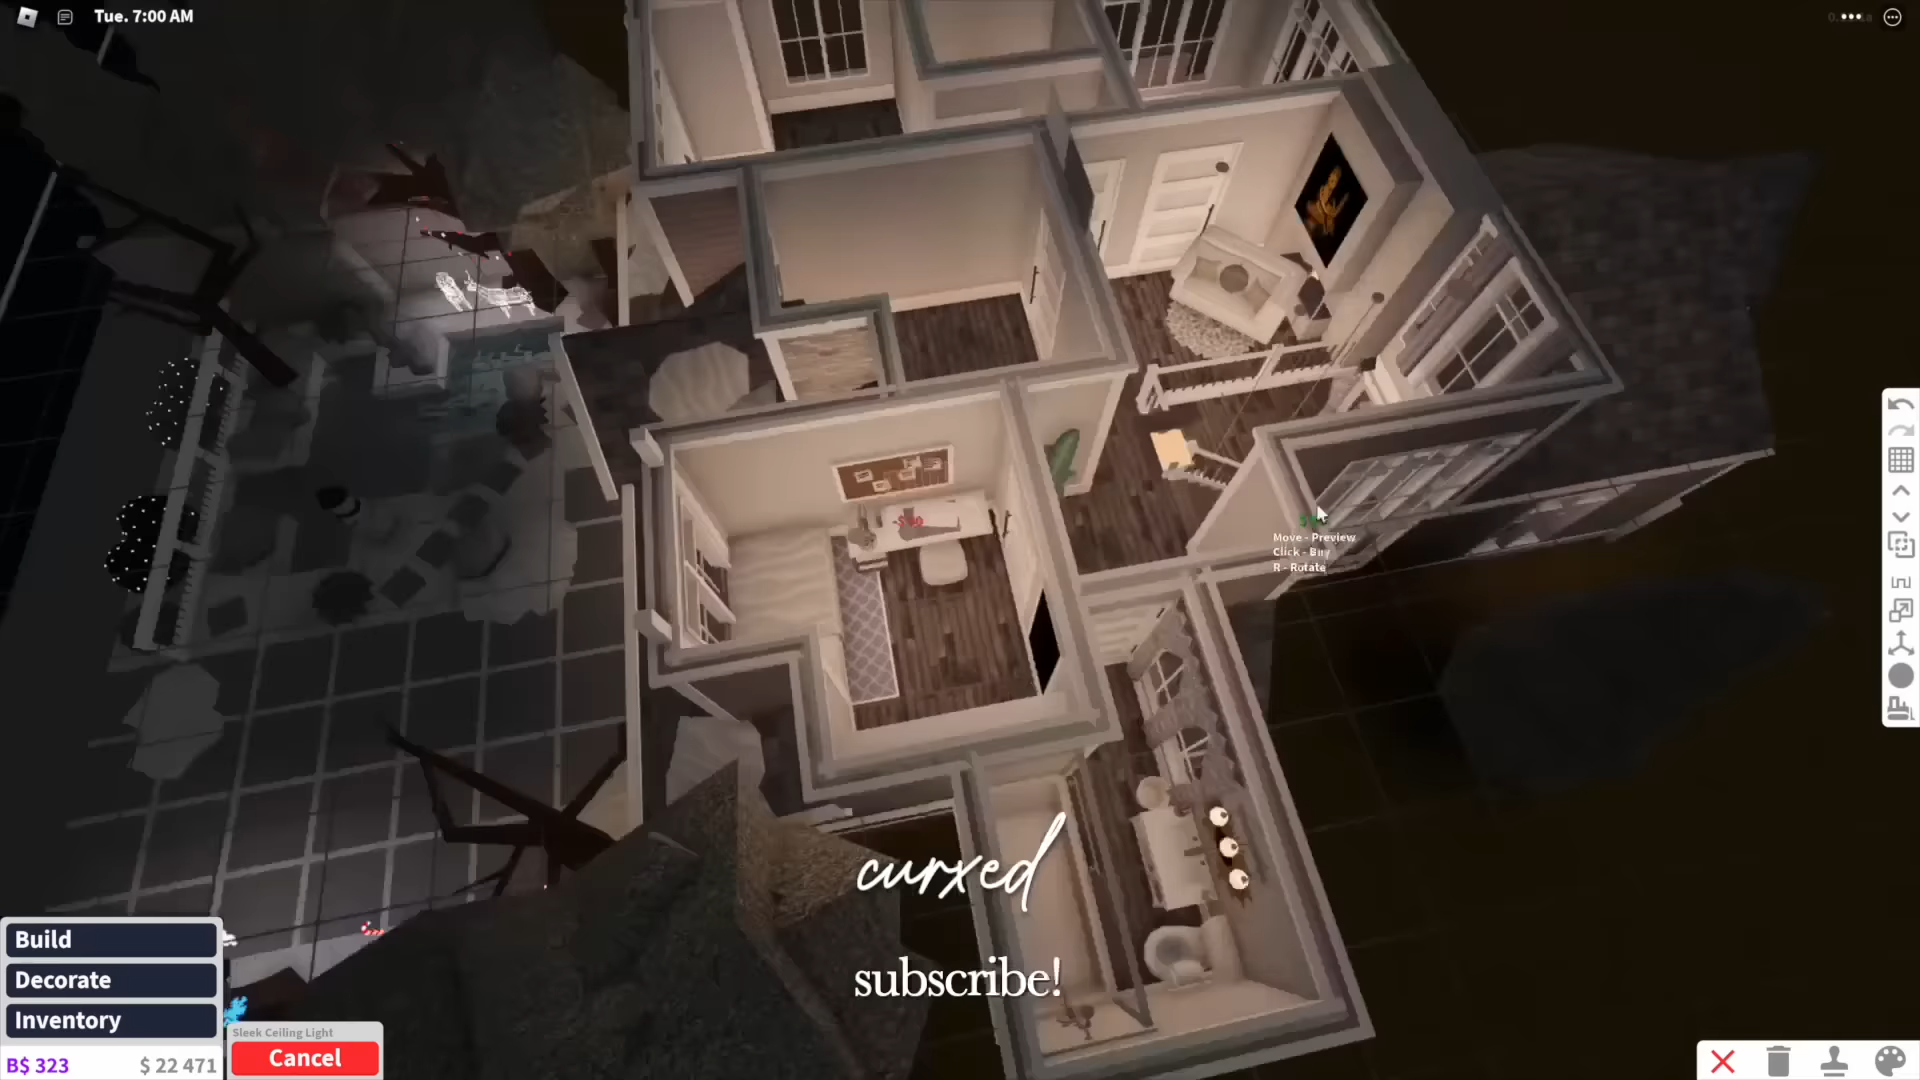 Tue. 7:00 AM
Move - Preview
Click - Buy
R - Rotate
curxed
subscribe!
Build
Decorate
Inventory
Sleek Ceiling Light
Cancel
B$ 323
$ 22 471